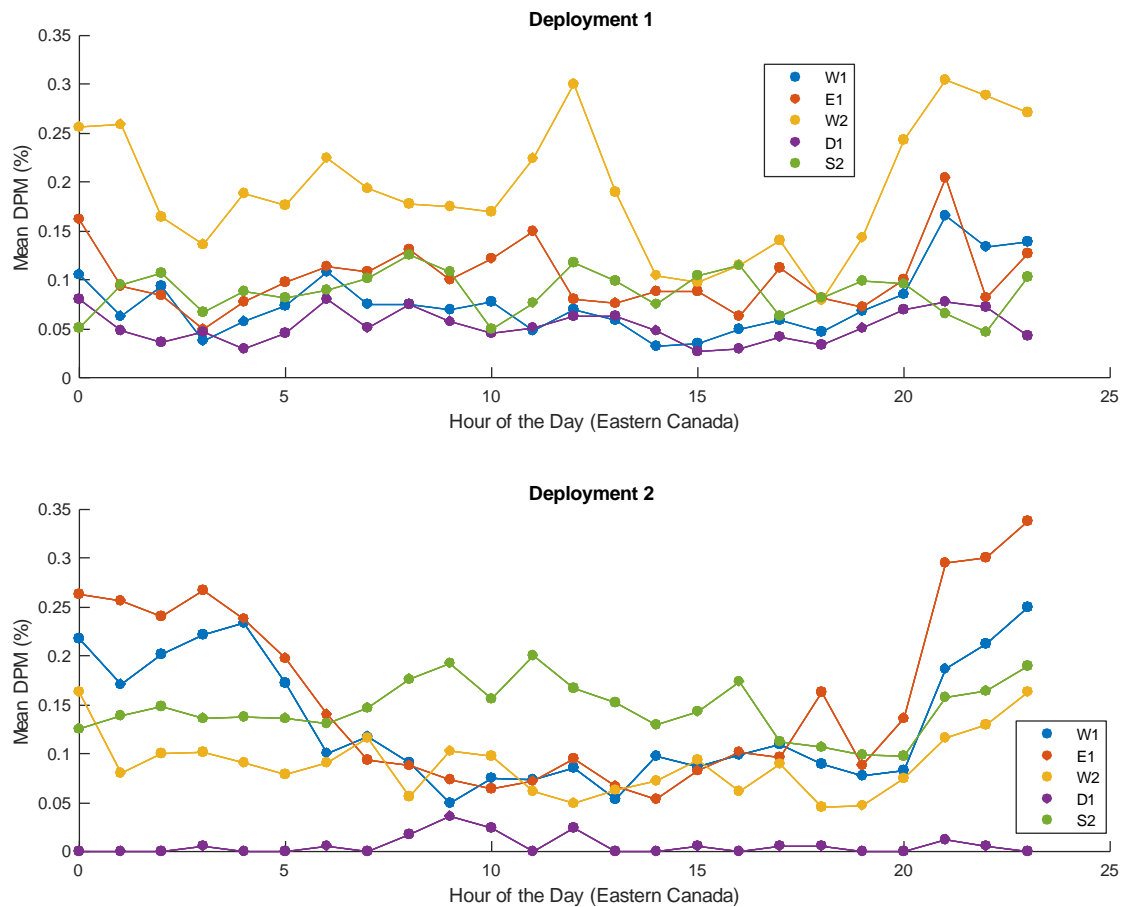 Deployment 1
0.35
0.3
0.25
0.2
0.15
0.1
0.05
0
Mean DPM (%)
W1
E1
W2
D1
S2
0 5 10 15 20 25
Hour of the Day (Eastern Canada)
Deployment 2
0.35
0.3
0.25
0.2
0.15
0.1
0.05
0
Mean DPM (%)
W1
E1
W2
D1
S2
0 5 10 15 20 25
Hour of the Day (Eastern Canada)